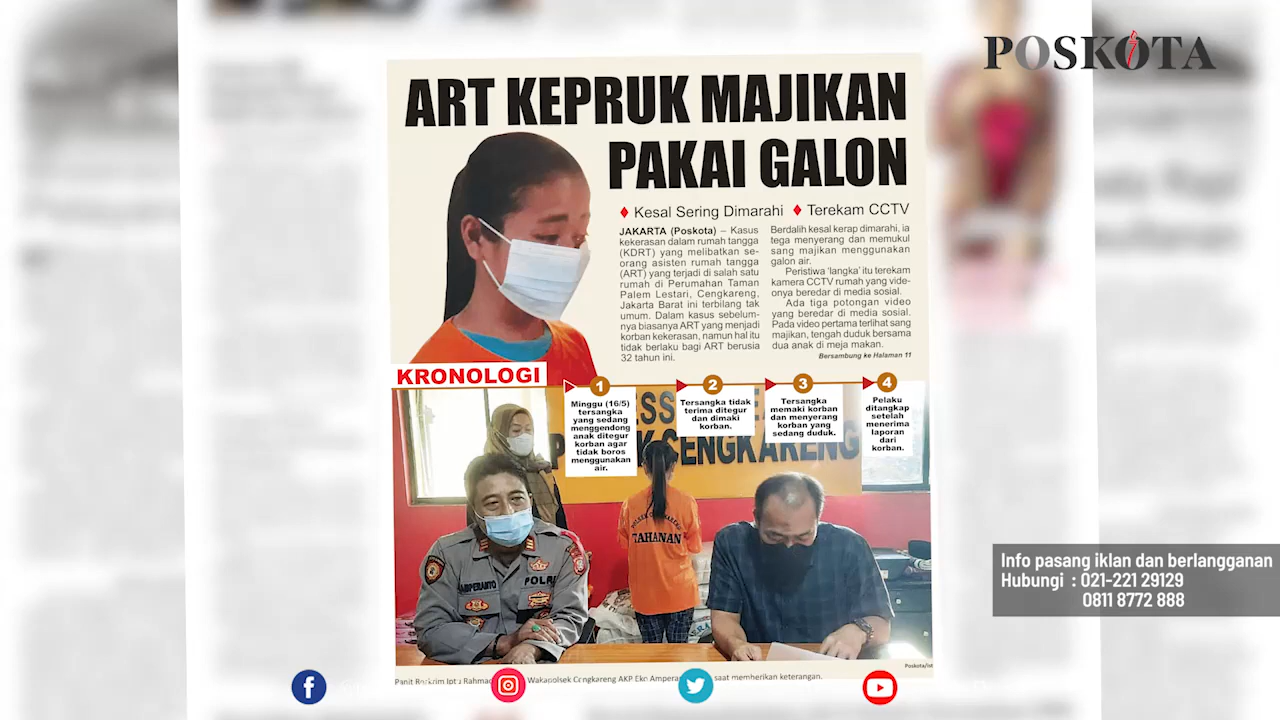 POSKOTA
ART KEPRUK MAJIKAN
PAKAI GALON
Kesal Sering Dimarahi Terekam CCTV
JAKARTA (Poskota) – Kasus
kekerasan dalam rumah tangga
(KDRT) yang melibatkan se-
orang asisten rumah tangga
(ART) yang terjadi di salah satu
rumah di Perumahan Taman
Palem Lestari, Cengkareng,
Jakarta Barat ini terbilang tak
umum. Dalam kasus sebelum-
nya biasanya ART yang menjadi
korban kekerasan, namun hal itu
tidak berlaku bagi ART berusia
32 tahun ini.
Berdalih kesal kerap dimarahi, ia
tega menyerang dan memukul
sang majikan menggunakan
galon air.
Peristiwa 'langka' itu terekam
kamera CCTV rumah yang vide-
onya beredar di media sosial.
Ada tiga potongan video
yang beredar di media sosial.
Pada video pertama terlihat sang
majikan, tengah duduk bersama
dua anak di meja makan.
Bersambung ke Halaman 11
KRONOLOGI
1
Minggu (16/5)
tersangka
yang sedang
menggendong
anak ditegur
korban agar
tidak boros
menggunakan
air.
2
Tersangka tidak
terima ditegur
dan dimaki
korban.
3
Tersangka
memaki korban
dan menyerang
korban yang
sedang duduk.
4
Pelaku
ditangkap
setelah
menerima
laporan
dari
korban.
CENGKARENG
POLSEK CENGKARENG
TAHANAN
POLRI
Info pasang iklan dan berlangganan
Hubungi : 021-221 29129
0811 8772 888
Poskota/Ist
Panit Reskrim Iptu Wakapolsek Cengkareng AKP Eko saat memberikan keterangan.